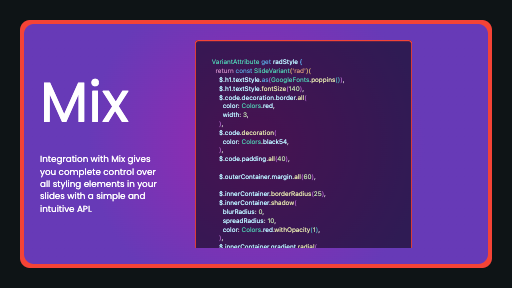 Mix
Integration with Mix gives
you complete control over
all styling elements in your
slides with a simple and
intuitive API.
VariantAttribute get radStyle {
return const SlideVariant('rad')(
$.h1.textStyle.as(GoogleFonts.poppins()),
$.h1.textStyle.fontSize(140),
$.code.decoration.border.all(
color: Colors.red,
width: 3,
),
$.code.decoration(
color: Colors.black54,
),
$.code.padding.all(40),
$.outerContainer.margin.all(60),
$.innerContainer.borderRadius(25),
$.innerContainer.shadow(
blurRadius: 0,
spreadRadius: 10,
color: Colors.red.withOpacity(1),
),
$.innerContainer.gradient.radial(